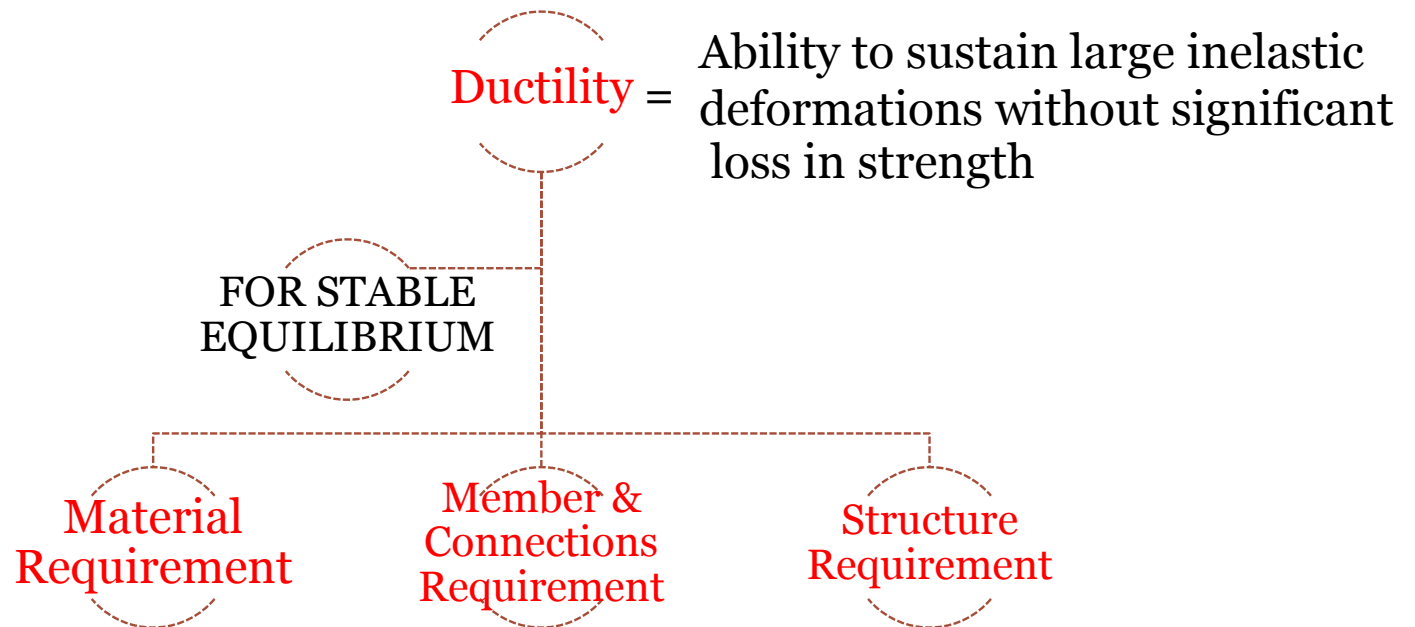 Ductility = Ability to sustain large inelastic
deformations without significant
loss in strength
FOR STABLE
EQUILIBRIUM
Material
Requirement
Member &
Connections
Requirement
Structure
Requirement